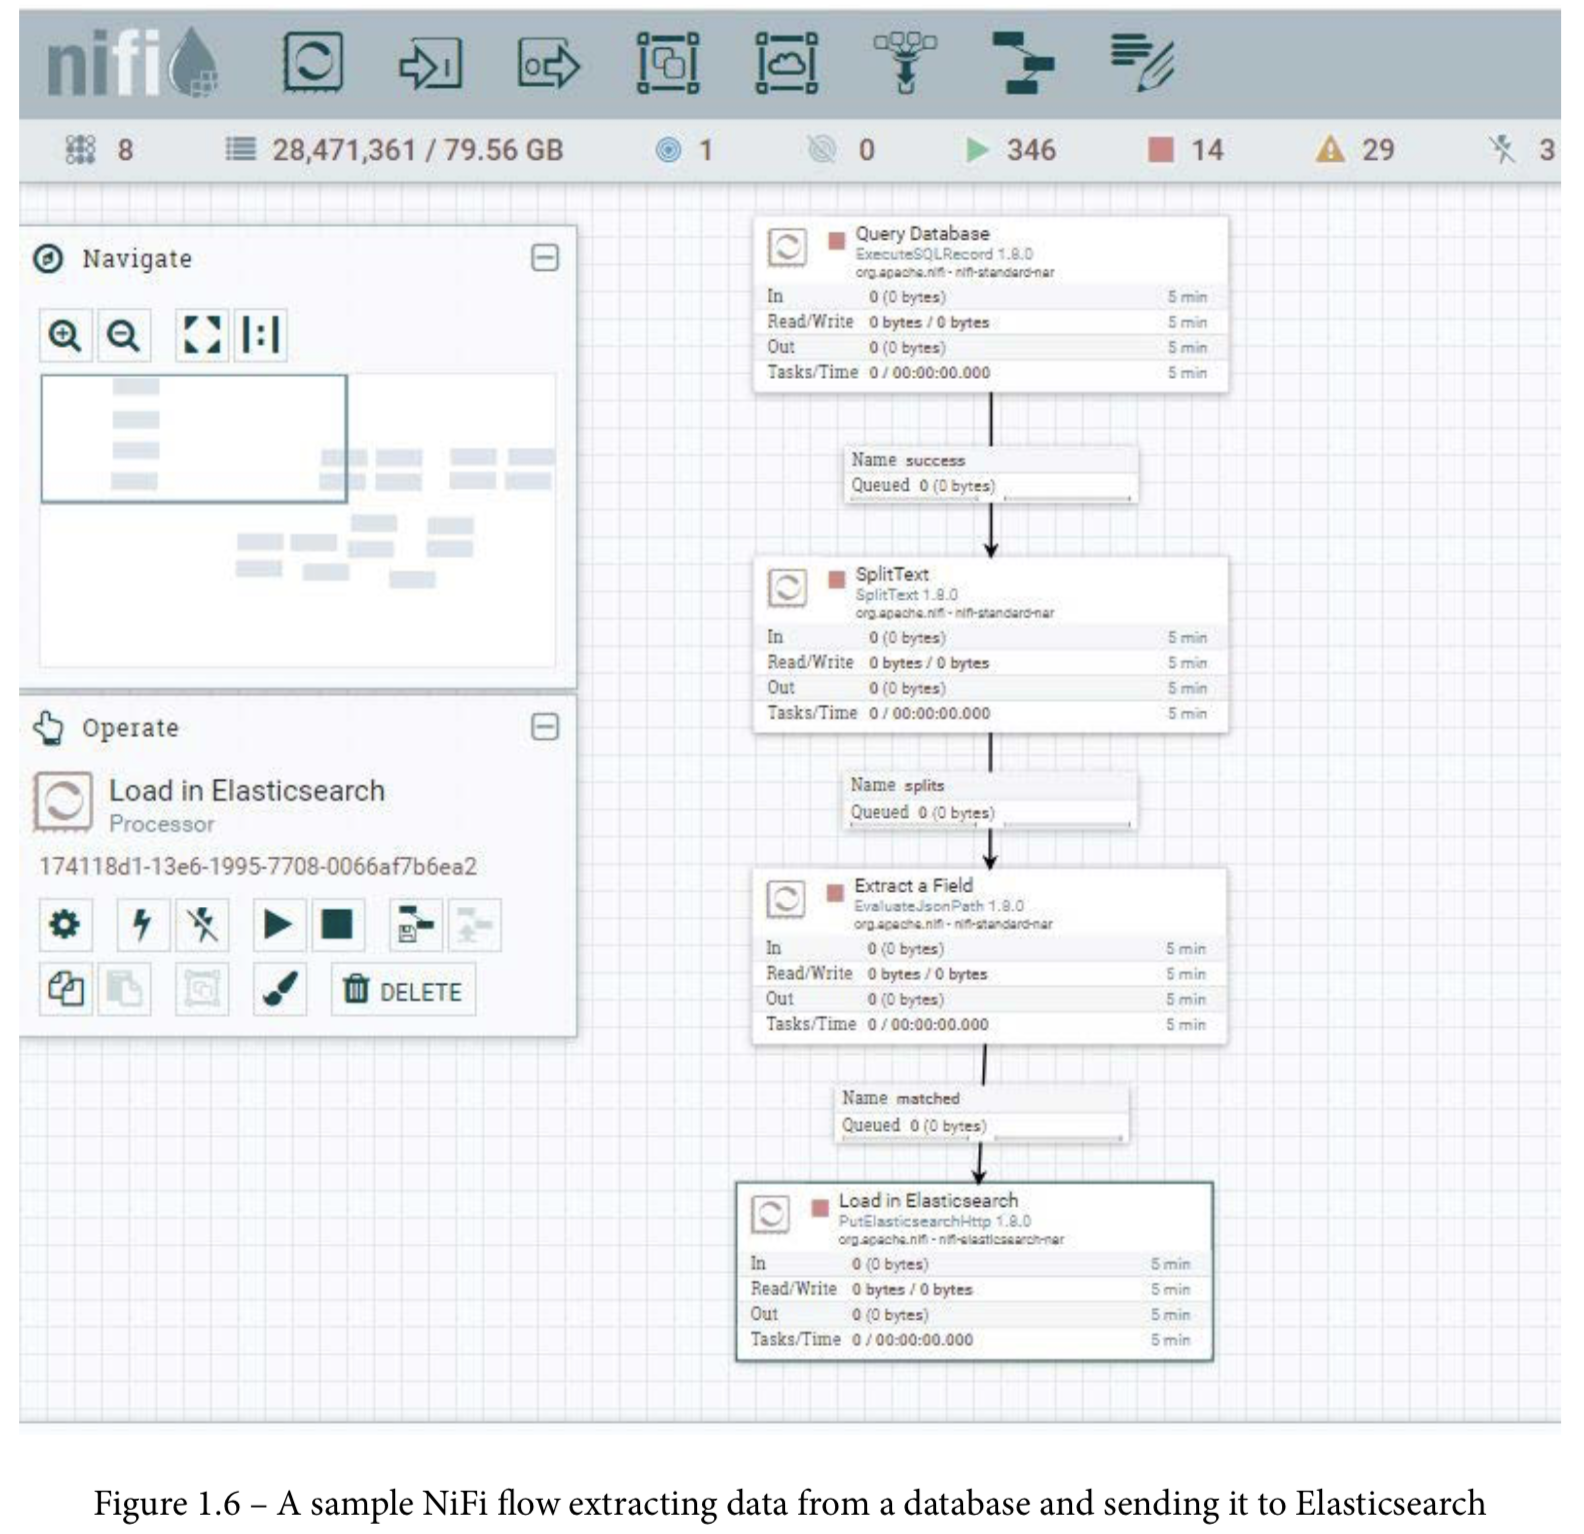 nifi
8
28,471,361 / 79.56 GB
1
0
346
14
29
3
Navigate
Operate
Load in Elasticsearch
Processor
174118d1-13e6-1995-7708-0066af7b6ea2
DELETE
Query Database
ExecuteSQLRecord 1.8.0
org.apache.nifi - nifi-standard-nar
In 0 (0 bytes) 5 min
Read/Write 0 bytes / 0 bytes 5 min
Out 0 (0 bytes) 5 min
Tasks/Time 0 / 00:00:00.000 5 min
Name success
Queued 0 (0 bytes)
SplitText
SplitText 1.8.0
org.apache.nifi - nifi-standard-nar
In 0 (0 bytes) 5 min
Read/Write 0 bytes / 0 bytes 5 min
Out 0 (0 bytes) 5 min
Tasks/Time 0 / 00:00:00.000 5 min
Name splits
Queued 0 (0 bytes)
Extract a Field
EvaluateJsonPath 1.8.0
org.apache.nifi - nifi-standard-nar
In 0 (0 bytes) 5 min
Read/Write 0 bytes / 0 bytes 5 min
Out 0 (0 bytes) 5 min
Tasks/Time 0 / 00:00:00.000 5 min
Name matched
Queued 0 (0 bytes)
Load in Elasticsearch
PutElasticsearchHttp 1.8.0
org.apache.nifi - nifi-elasticsearch-nar
In 0 (0 bytes) 5 min
Read/Write 0 bytes / 0 bytes 5 min
Out 0 (0 bytes) 5 min
Tasks/Time 0 / 00:00:00.000 5 min
Figure 1.6 – A sample NiFi flow extracting data from a database and sending it to Elasticsearch